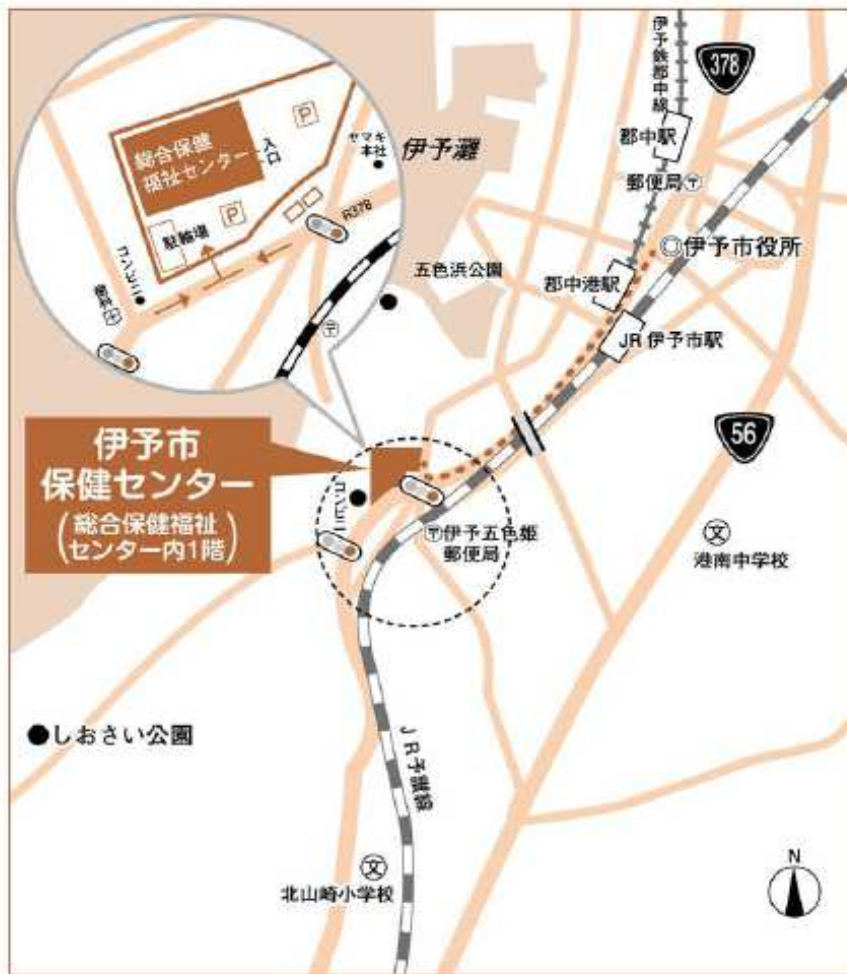 伊予鉄郡中線
378
郡中駅
郵便局
伊予市役所
郡中港駅
JR伊予市駅
56
港南中学校
伊予灘
五色浜公園
総合保健
福祉センター
入口
P
ヤマキ
本社
駐輪場
P
R378
コンビニ
歯科
伊予市
保健センター
(総合保健福祉
センター内1階)
コンビニ
伊予五色姫
郵便局
しおさい公園
JR予讃線
文
文
北山崎小学校
N